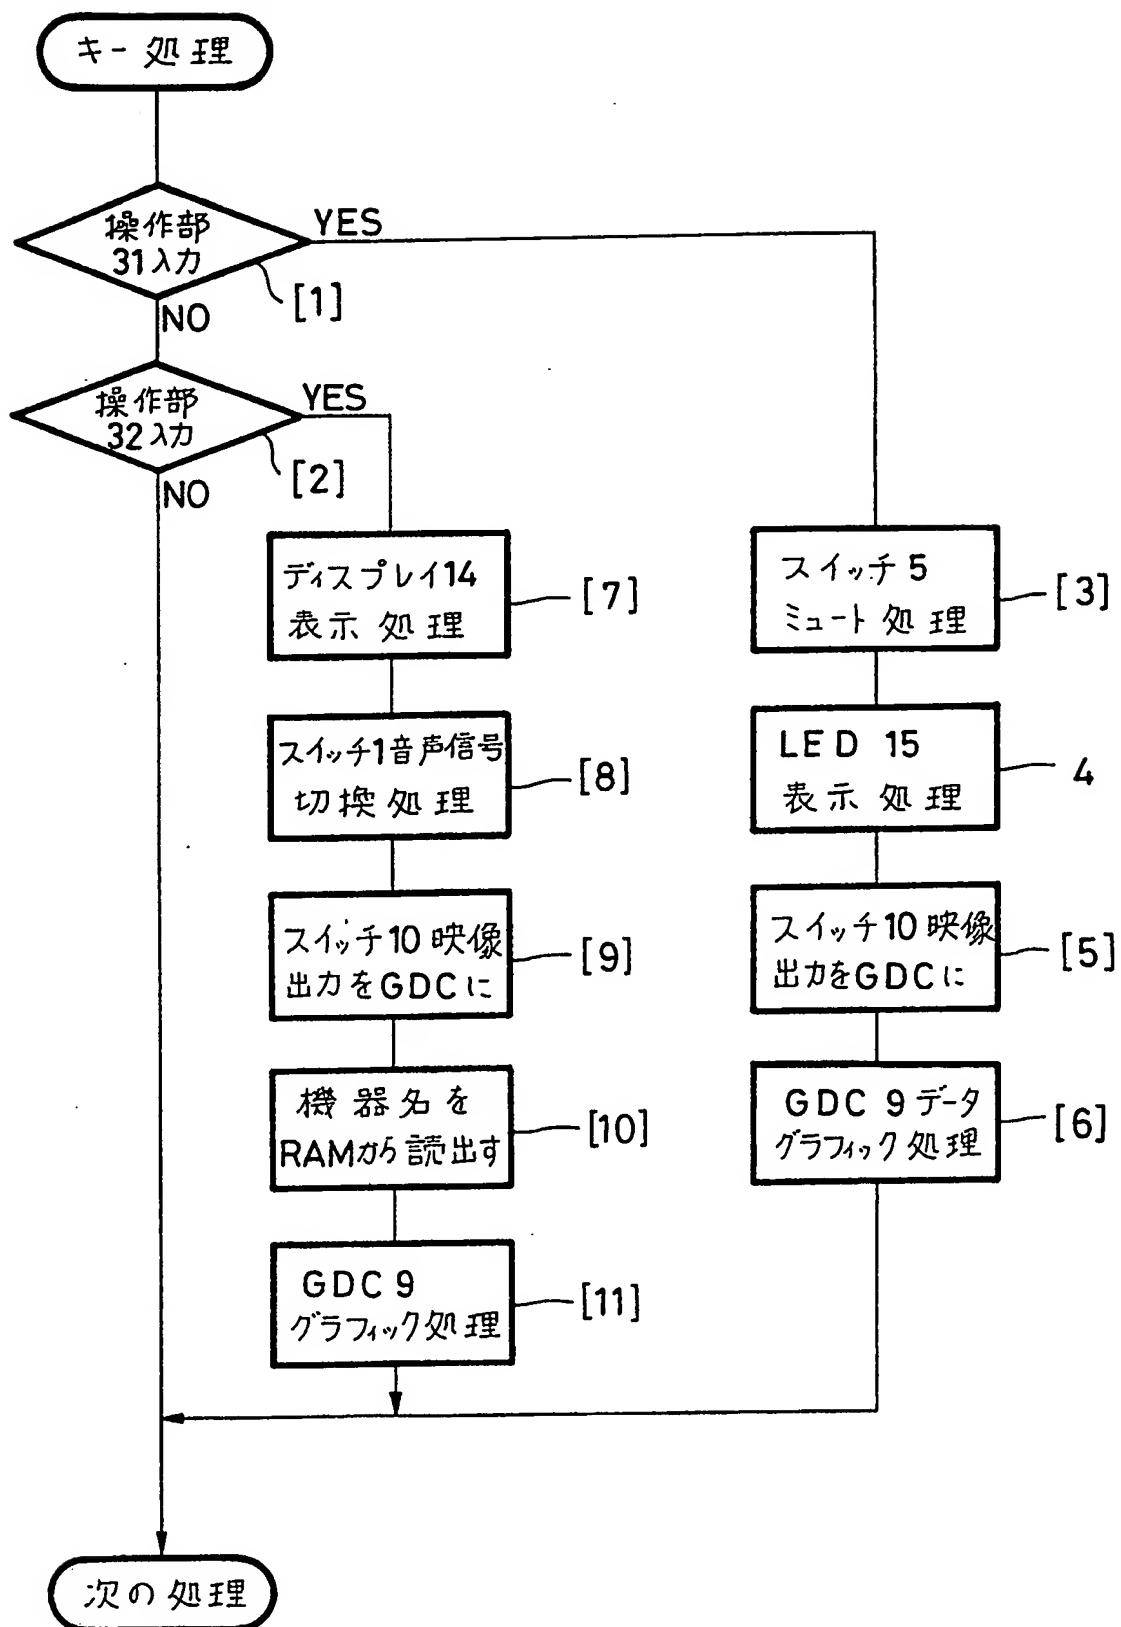 キー処理
操作部
31入力
YES
[1]
NO
操作部
32入力
YES
[2]
NO
ディスプレイ14
表示処理
[7]
スイッチ1音声信号
切換処理
[8]
スイッチ10映像
出力をGDCに
[9]
機器名を
RAMから読出す
[10]
GDC9
グラフィック処理
[11]
スイッチ5
ミュート処理
[3]
LED 15
表示処理
4
スイッチ10映像
出力をGDCに
[5]
GDC9データ
グラフィック処理
[6]
次の処理